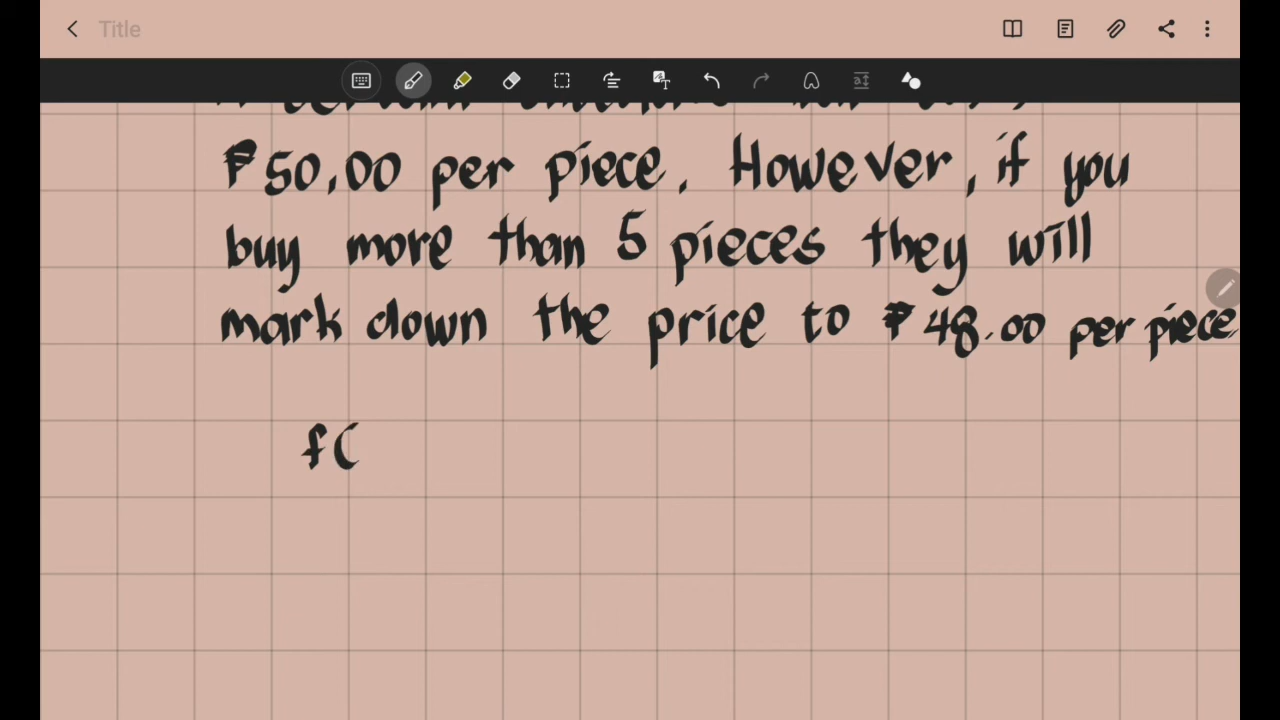 Title
₱50.00 per piece. However, if you
buy more than 5 pieces they will
mark down the price to ₱48.00 per piece
f(